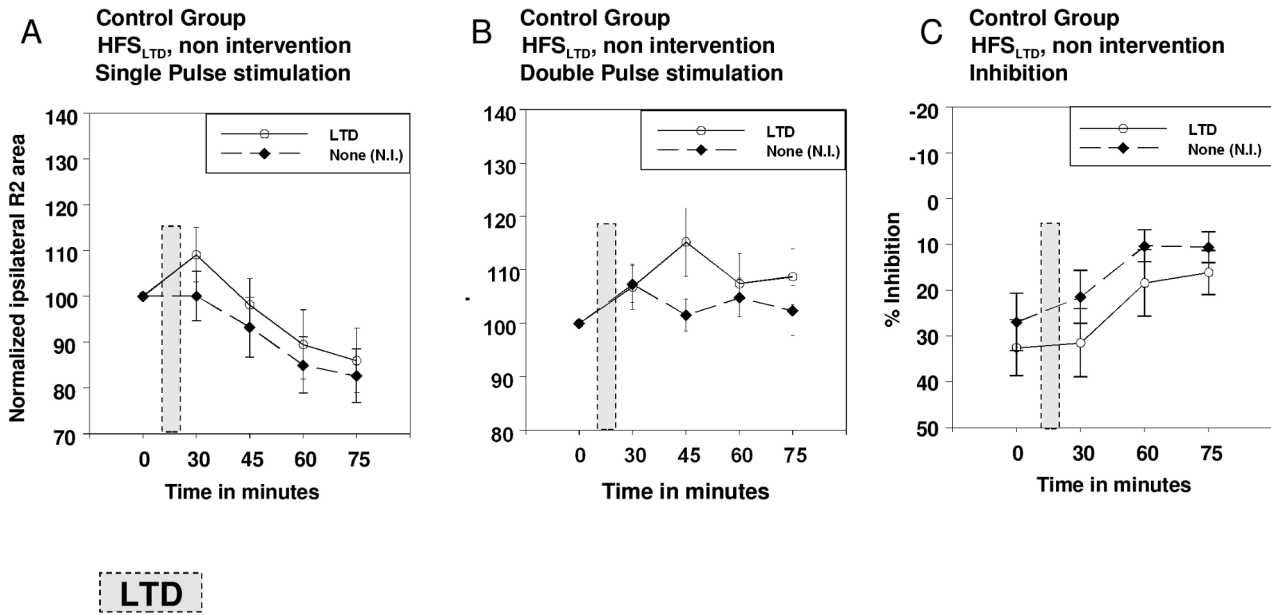 A
Control Group
HFSLTD, non intervention
Single Pulse stimulation
Normalized ipsilateral R2 area
140
130
120
110
100
90
80
70
LTD
None (N.I.)
0 30 45 60 75
Time in minutes
B
Control Group
HFSLTD, non intervention
Double Pulse stimulation
140
130
120
110
100
90
80
LTD
None (N.I.)
0 30 45 60 75
Time in minutes
C
Control Group
HFSLTD, non intervention
Inhibition
% Inhibition
-20
-10
0
10
20
30
40
50
LTD
None (N.I.)
0 30 45 60 75
Time in minutes
LTD